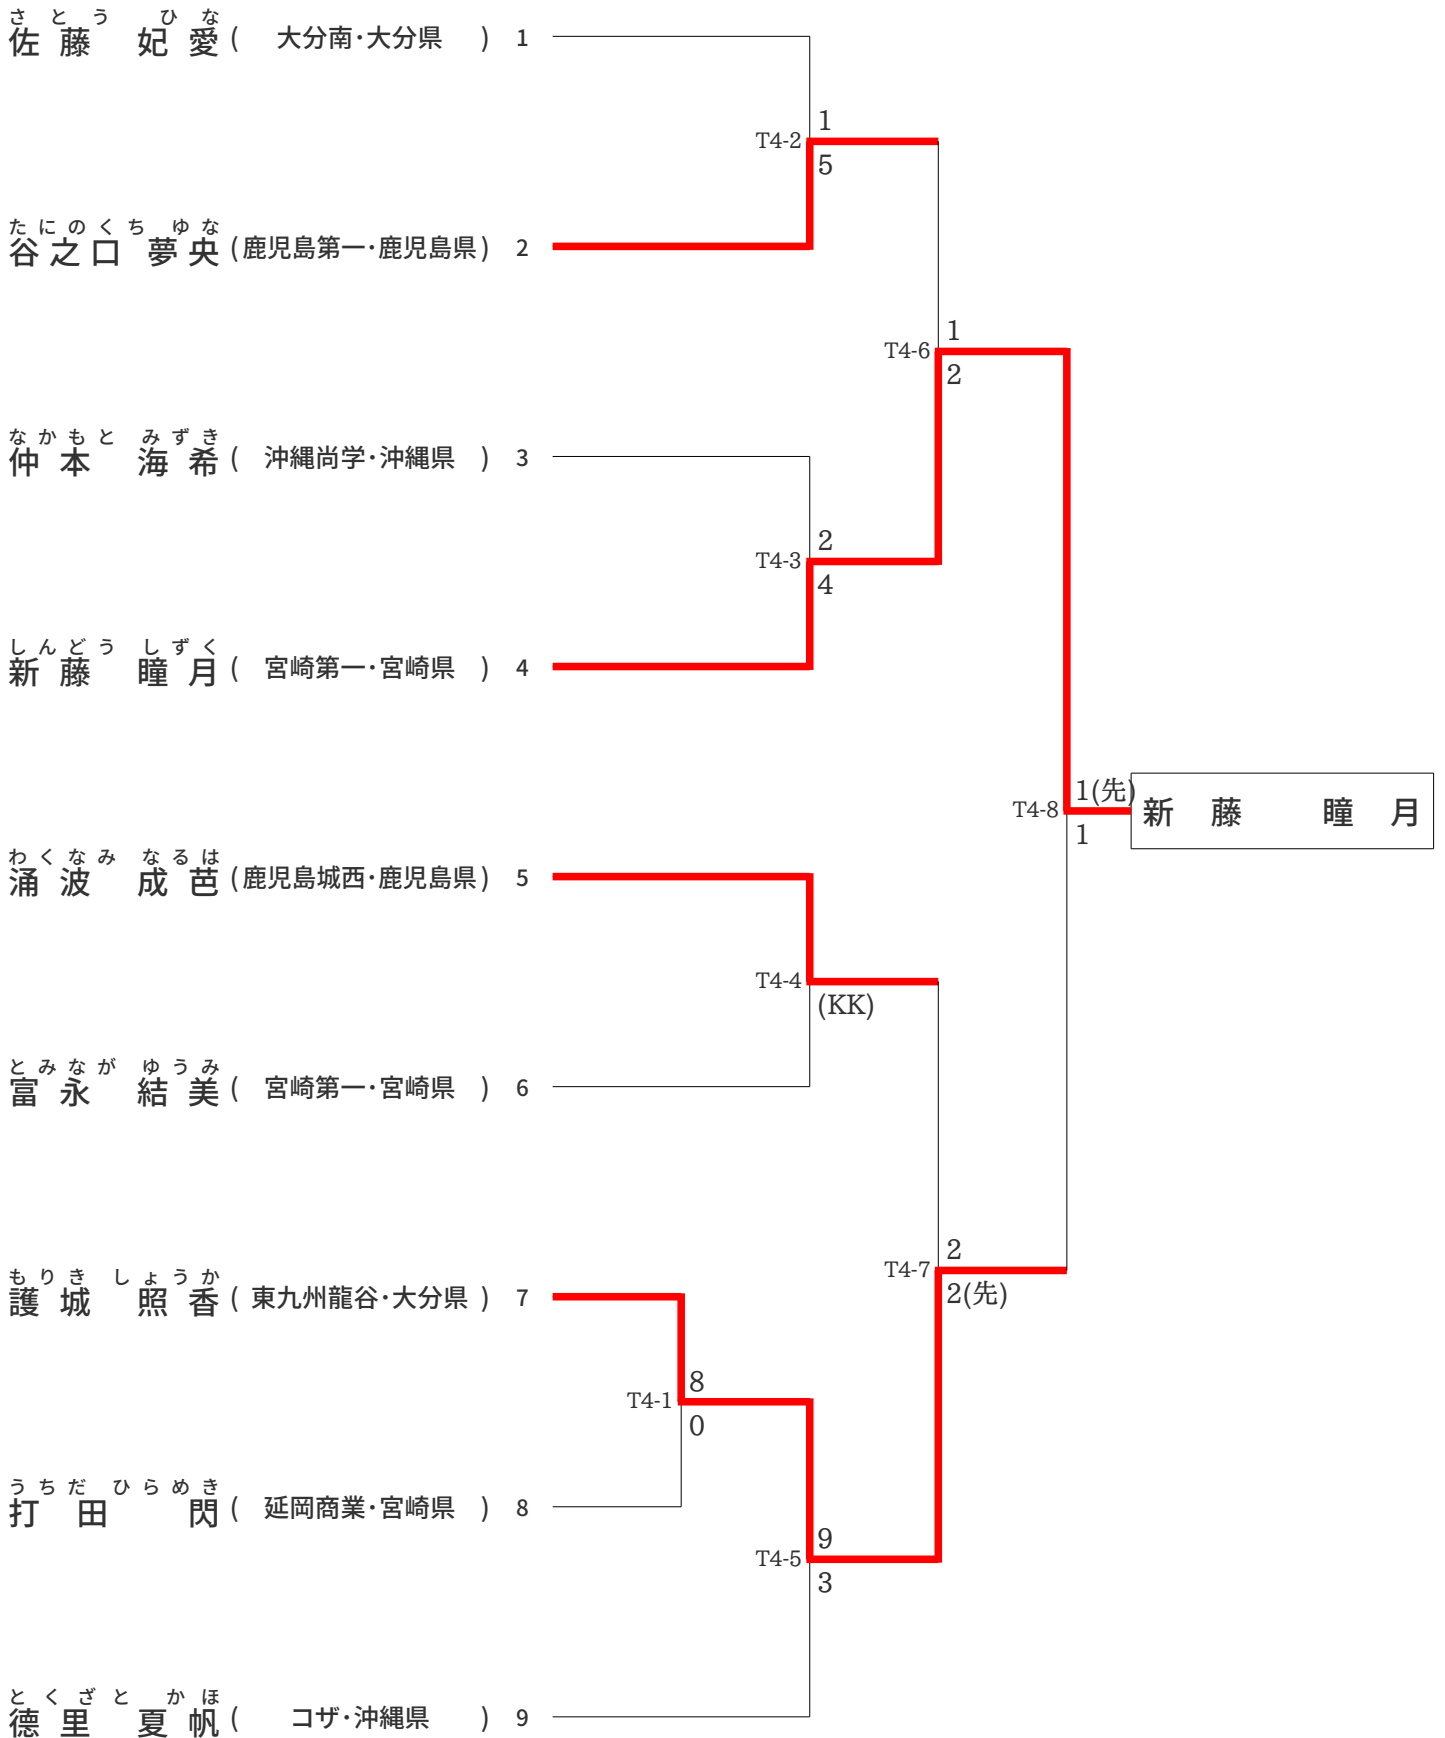 さとう ひな
佐藤 妃愛 ( 大分南・大分県 ) 1
T4-2
1
5
たにのくち ゆな
谷之口 夢央 (鹿児島第一・鹿児島県) 2
T4-6
1
2
なかもと みずき
仲本 海希 ( 沖縄尚学・沖縄県 ) 3
T4-3
2
4
しんどう しずく
新藤 瞳月 ( 宮崎第一・宮崎県 ) 4
T4-8
1(先)
1
新藤 瞳月
わくなみ なるは
涌波 成芭 (鹿児島城西・鹿児島県) 5
T4-4
(KK)
とみなが ゆうみ
富永 結美 ( 宮崎第一・宮崎県 ) 6
T4-7
2
2(先)
もりき しょうか
護城 照香 ( 東九州龍谷・大分県 ) 7
T4-1
8
0
うちだ ひらめき
打田 閃 ( 延岡商業・宮崎県 ) 8
T4-5
9
3
とくざと かほ
德里 夏帆 ( コザ・沖縄県 ) 9